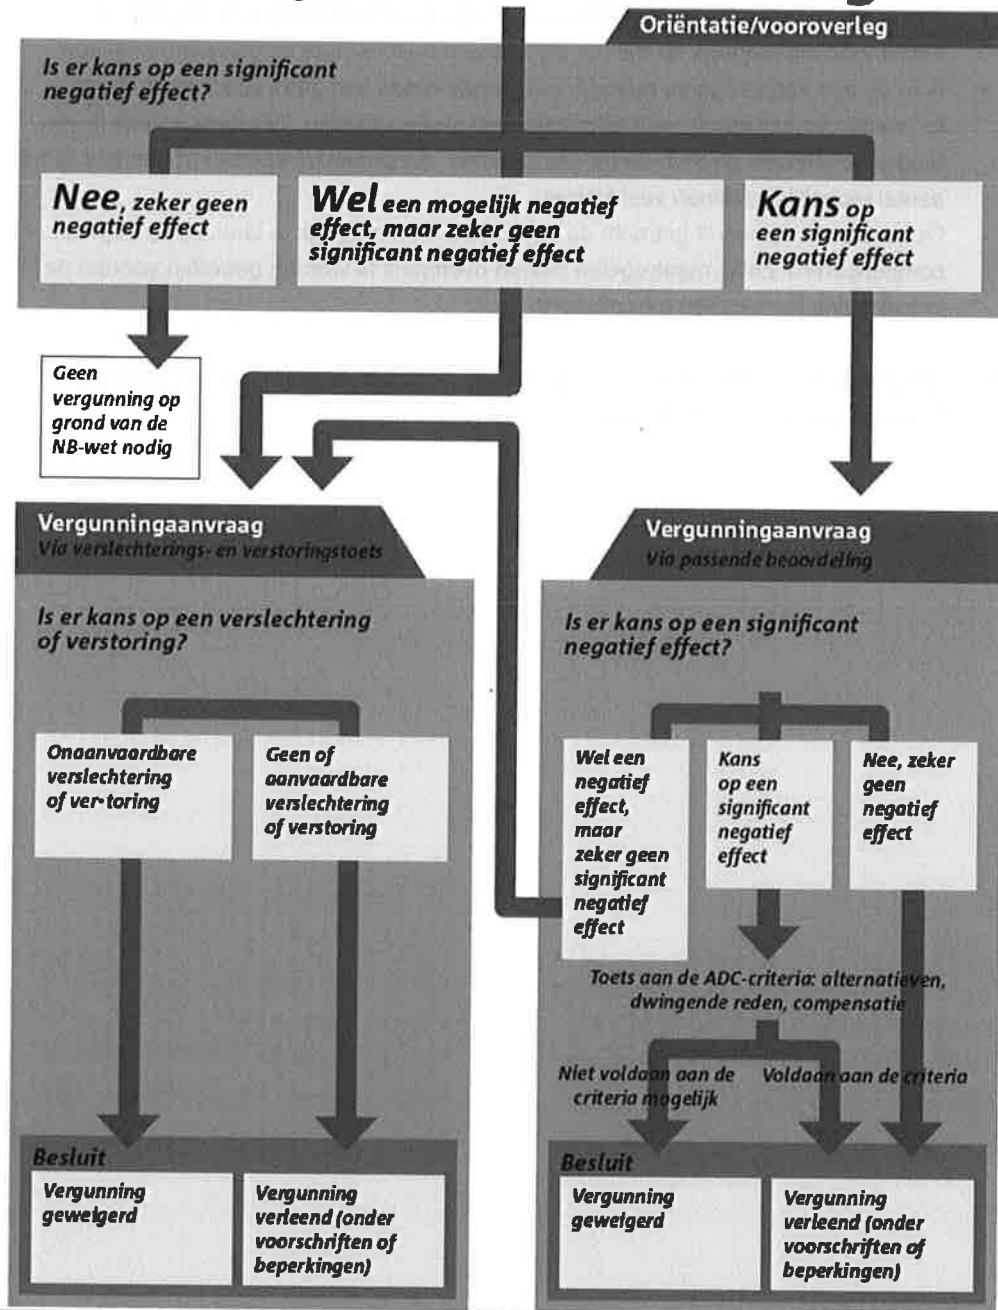 Oriëntatie/vooroverleg
Is er kans op een significant
negatief effect?
Nee, zeker geen
negatief effect
Wel een mogelijk negatief
effect, maar zeker geen
significant negatief effect
Kans op
een significant
negatief effect
Geen
vergunning op
grond van de
NB-wet nodig
Vergunningaanvraag
Via verslechterings- en verstoringstoets
Is er kans op een verslechtering
of verstoring?
Onaanvaardbare
verslechtering
of ver toring
Geen of
aanvaardbare
verslechtering
of verstoring
Besluit
Vergunning
geweigerd
Vergunning
verleend (onder
voorschriften of
beperkingen)
Vergunningaanvraag
Via passende beoordeling
Is er kans op een significant
negatief effect?
Wel een
negatief
effect,
maar
zeker geen
significant
negatief
effect
Kans
op een
significant
negatief
effect
Nee, zeker
geen
negatief
effect
Toets aan de ADC-criteria: alternatieven,
dwingende reden, compensatie
Niet voldaan aan de
criteria mogelijk
Voldaan aan de criteria
Besluit
Vergunning
geweigerd
Vergunning
verleend (onder
voorschriften of
beperkingen)